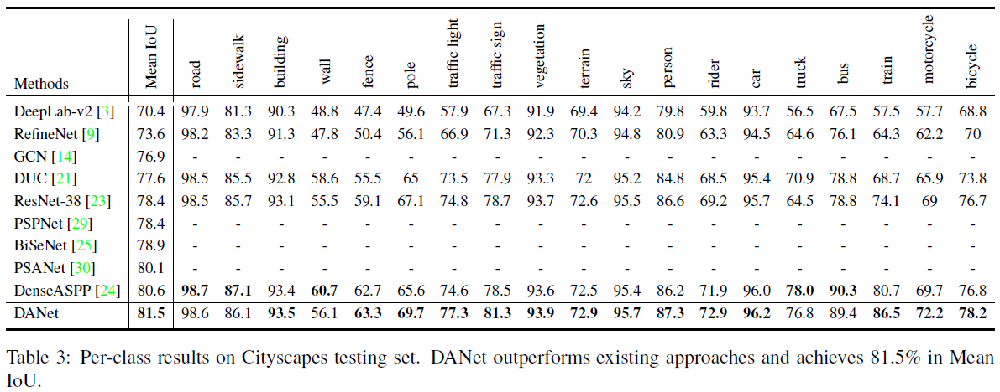 Methods Mean IoU road sidewalk building wall fence pole traffic light traffic sign vegetation terrain sky person rider car truck bus train motorcycle bicycle
DeepLab-v2 [3] 70.4 97.9 81.3 90.3 48.8 47.4 49.6 57.9 67.3 91.9 69.4 94.2 79.8 59.8 93.7 56.5 67.5 57.5 57.7 68.8
RefineNet [9] 73.6 98.2 83.3 91.3 47.8 50.4 56.1 66.9 71.3 92.3 70.3 94.8 80.9 63.3 94.5 64.6 76.1 64.3 62.2 70
GCN [14] 76.9 - - - - - - - - - - - - - - - - - - -
DUC [21] 77.6 98.5 85.5 92.8 58.6 55.5 65 73.5 77.9 93.3 72 95.2 84.8 68.5 95.4 70.9 78.8 68.7 65.9 73.8
ResNet-38 [23] 78.4 98.5 85.7 93.1 55.5 59.1 67.1 74.8 78.7 93.7 72.6 95.5 86.6 69.2 95.7 64.5 78.8 74.1 69 76.7
PSPNet [29] 78.4 - - - - - - - - - - - - - - - - - - -
BiSeNet [25] 78.9 - - - - - - - - - - - - - - - - - - -
PSANet [30] 80.1 - - - - - - - - - - - - - - - - - - -
DenseASPP [24] 80.6 98.7 87.1 93.4 60.7 62.7 65.6 74.6 78.5 93.6 72.5 95.4 86.2 71.9 96.0 78.0 90.3 80.7 69.7 76.8
DANet 81.5 98.6 86.1 93.5 56.1 63.3 69.7 77.3 81.3 93.9 72.9 95.7 87.3 72.9 96.2 76.8 89.4 86.5 72.2 78.2
Table 3: Per-class results on Cityscapes testing set. DANet outperforms existing approaches and achieves 81.5% in Mean
IoU.